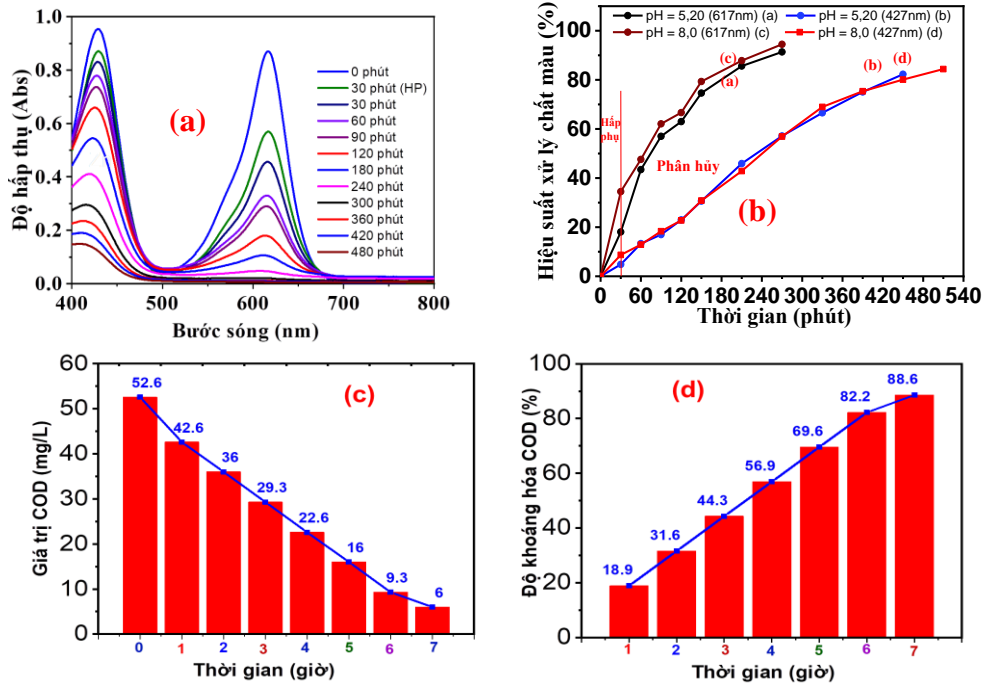 (a)
Độ hấp thụ (Abs)
1.0
0.8
0.6
0.4
0.2
0.0
400 500 600 700 800
Bước sóng (nm)
0 phút
30 phút (HP)
30 phút
60 phút
90 phút
120 phút
180 phút
240 phút
300 phút
360 phút
420 phút
480 phút
Hiệu suất xử lý chất màu (%)
pH = 5,20 (617nm) (a) pH = 5,20 (427nm) (b)
pH = 8,0 (617nm) (c) pH = 8,0 (427nm) (d)
100
80
60
40
20
0
(c)
(a)
(b) (d)
Hấp
phụ
Phân hủy
(b)
0 60 120 180 240 300 360 420 480 540
Thời gian (phút)
Giá trị COD (mg/L)
60
50
40
30
20
10
0
52.6
42.6
36
29.3
22.6
16
9.3
6
(c)
0 1 2 3 4 5 6 7
Thời gian (giờ)
Độ khoáng hóa COD (%)
100
80
60
40
20
0
(d)
18.9
31.6
44.3
56.9
69.6
82.2
88.6
1 2 3 4 5 6 7
Thời gian (giờ)